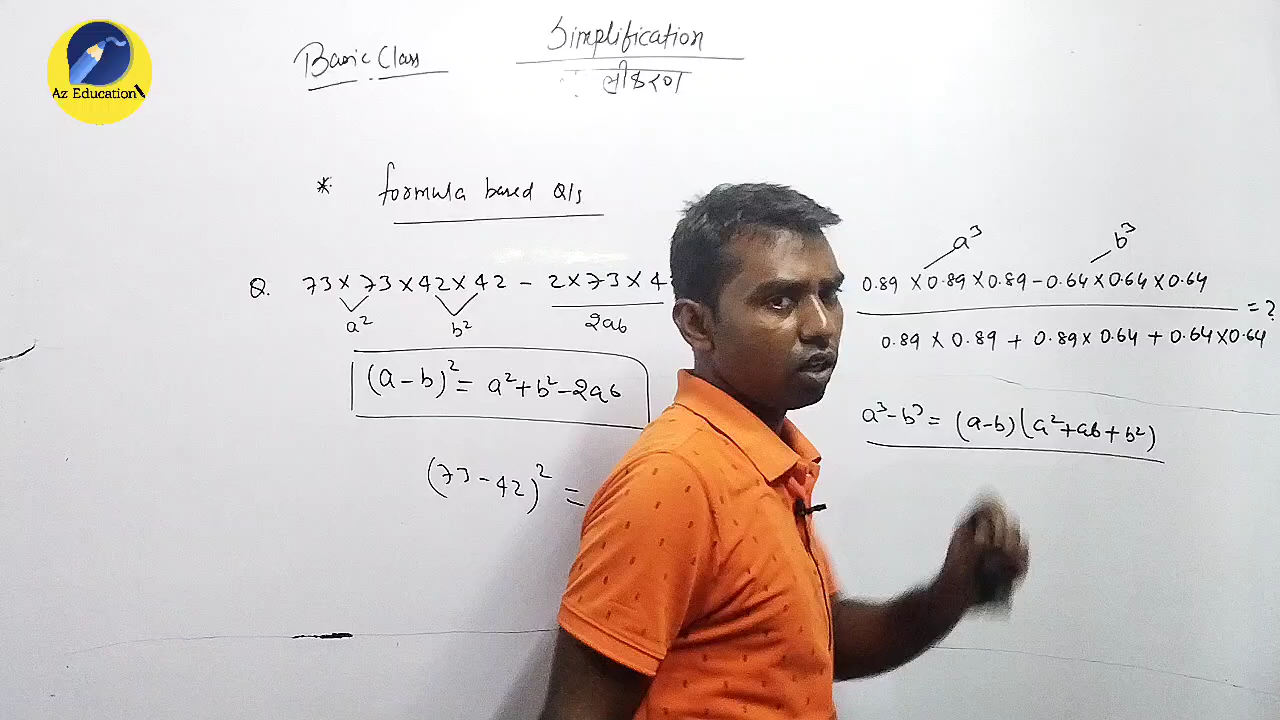 Az Education
Basic Class
Simplification
लीकरण
* formula based Q/s
Q. 73×73×42×42 - 2×73×4
a² b² 2ab
(a-b)² = a²+b²-2ab
(73-42)² =
a³ b³
0.89 × 0.89 × 0.89 - 0.64 × 0.64 × 0.64
= ?
0.89 × 0.89 + 0.89 × 0.64 + 0.64 × 0.64
a³-b³ = (a-b)(a²+ab+b²)